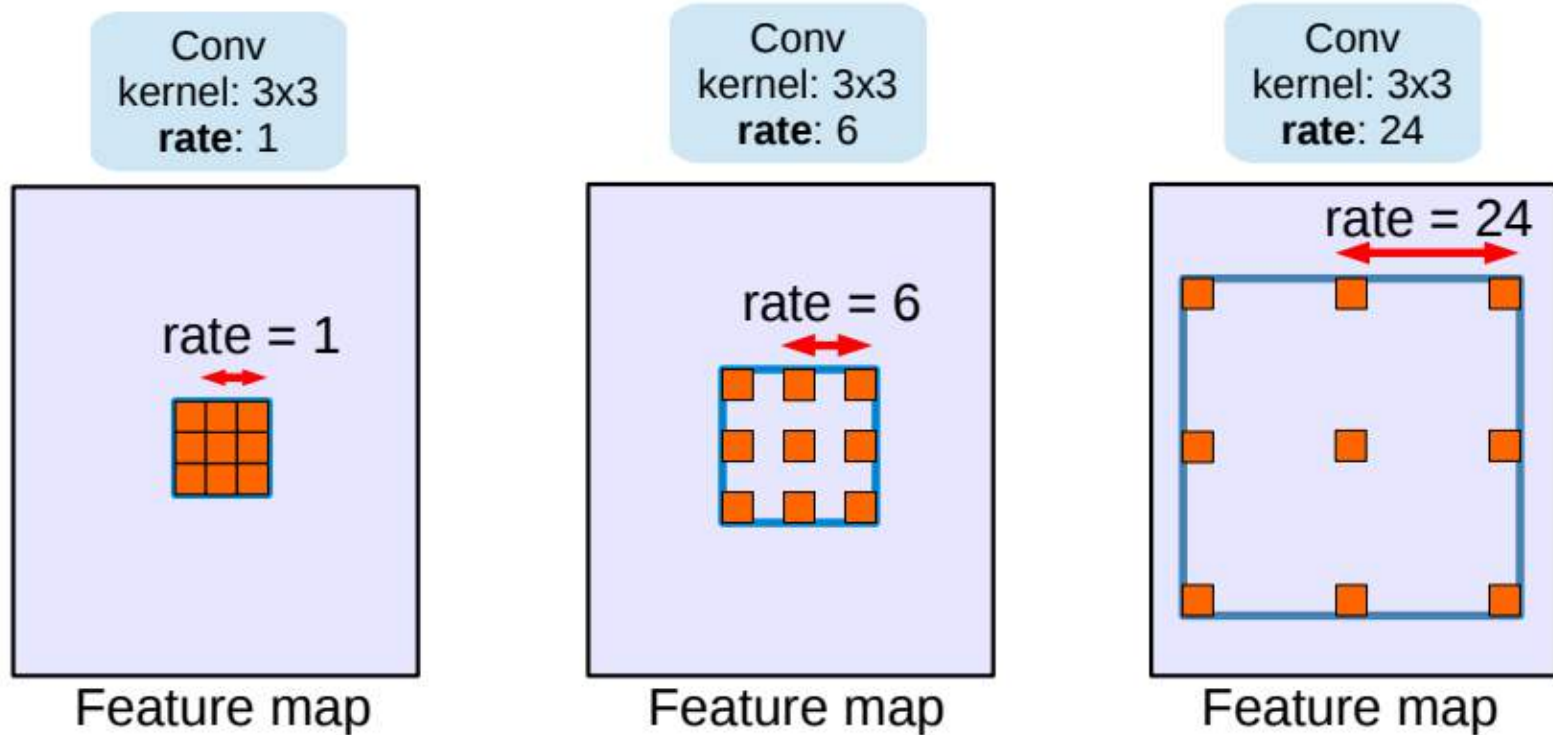 Conv
kernel: 3x3
rate: 1
Conv
kernel: 3x3
rate: 6
Conv
kernel: 3x3
rate: 24
rate = 1
Feature map
rate = 6
Feature map
rate = 24
Feature map